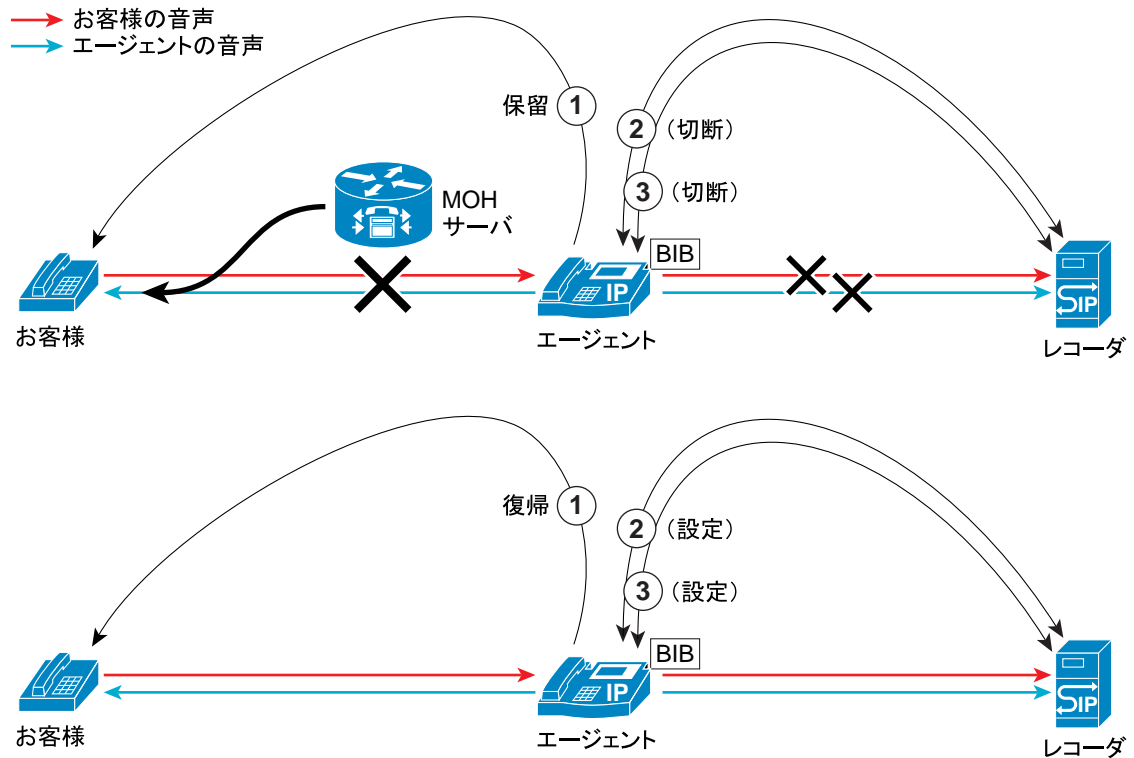 お客様の音声
エージェントの音声
保留 1
2 (切断)
3 (切断)
MOH
サーバ
BIB
IP
SIP
お客様
エージェント
レコーダ
復帰 1
2 (設定)
3 (設定)
BIB
IP
SIP
お客様
エージェント
レコーダ